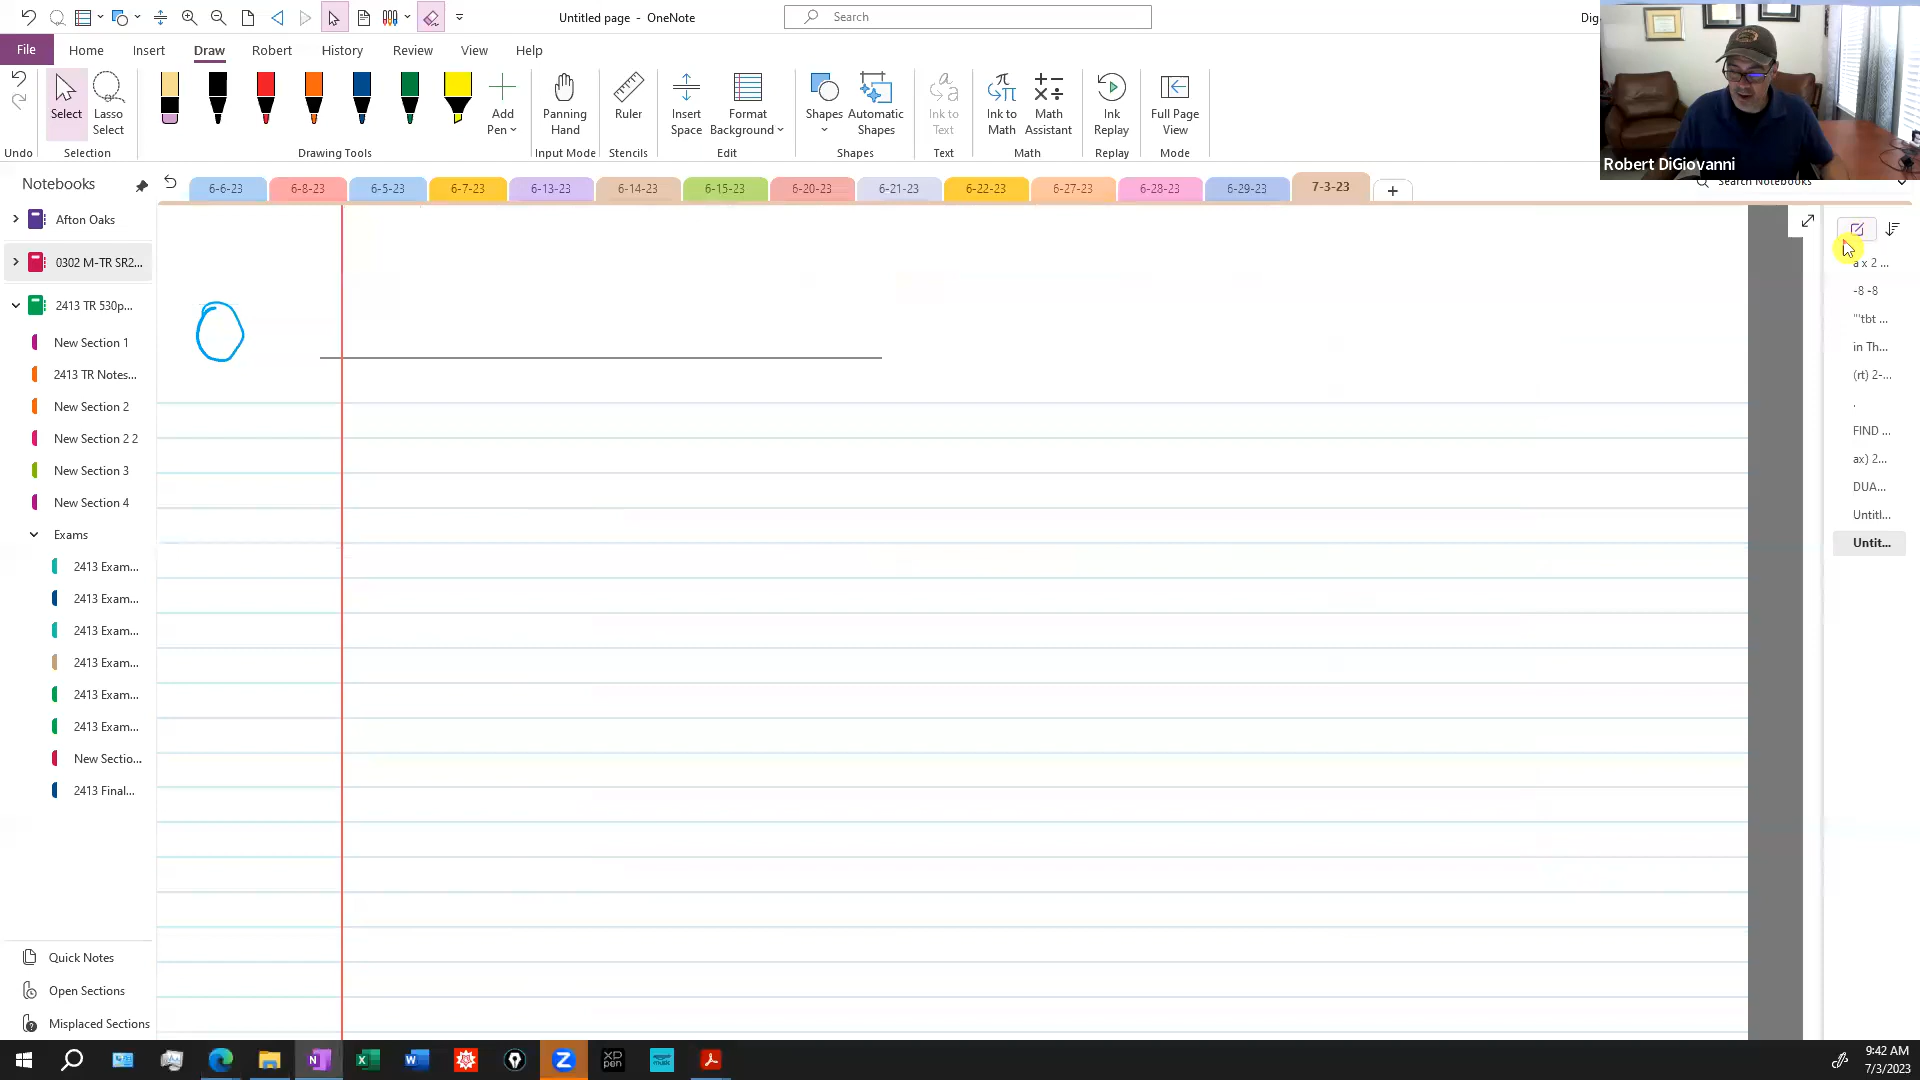 Untitled page - OneNote
Search
Dig
File
Home
Insert
Draw
Robert
History
Review
View
Help
Select
Lasso
Select
Add
Pen
Panning
Hand
Ruler
Insert
Space
Format
Background
Shapes
Automatic
Shapes
Ink to
Text
Ink to
Math
Math
Assistant
Ink
Replay
Full Page
View
Undo
Selection
Drawing Tools
Input Mode
Stencils
Edit
Shapes
Text
Math
Replay
Mode
Robert DiGiovanni
Notebooks
6-6-23
6-8-23
6-5-23
6-7-23
6-13-23
6-14-23
6-15-23
6-20-23
6-21-23
6-22-23
6-27-23
6-28-23
6-29-23
7-3-23
Search Notebooks
Afton Oaks
0302 M-TR SR2...
2413 TR 530p...
New Section 1
2413 TR Notes...
New Section 2
New Section 2 2
New Section 3
New Section 4
Exams
2413 Exam...
2413 Exam...
2413 Exam...
2413 Exam...
2413 Exam...
2413 Exam...
New Sectio...
2413 Final...
Quick Notes
Open Sections
Misplaced Sections
a x 2 ...
-8 -8
"'tbt ...
in Th...
(rt) 2-...
.
FIND ...
ax) 2...
DUA...
Untitl...
Untit...
XP
pen
9:42 AM
7/3/2023